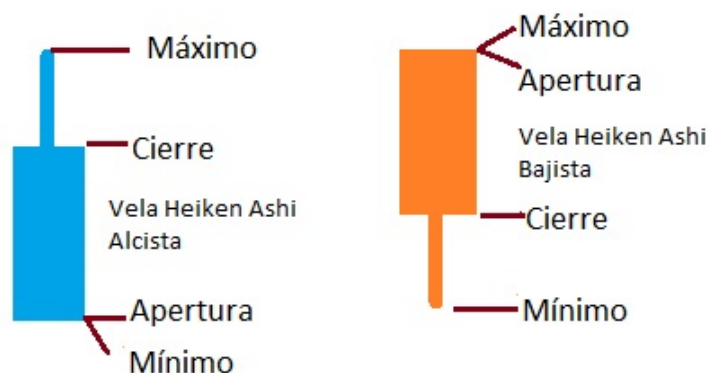 Máximo
Cierre
Vela Heiken Ashi
Alcista
Apertura
Mínimo
Máximo
Apertura
Vela Heiken Ashi
Bajista
Cierre
Mínimo